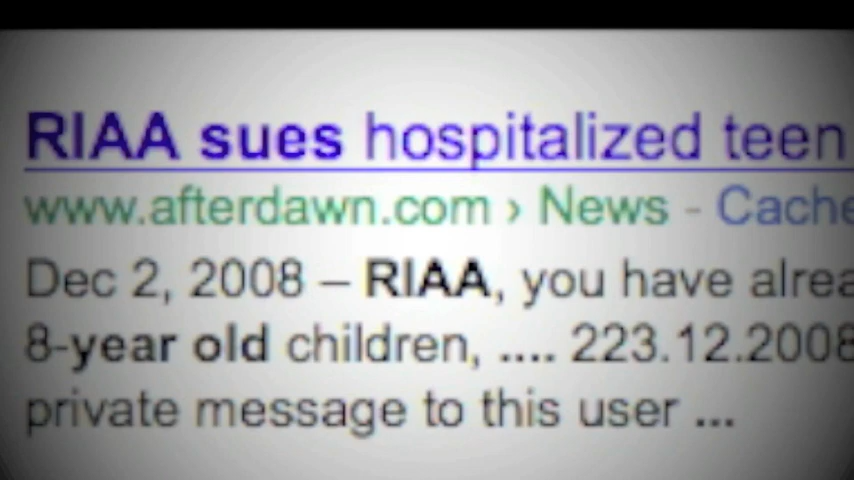 RIAA sues hospitalized teen
www.afterdawn.com › News - Cache
Dec 2, 2008 – RIAA, you have alrea
8-year old children, .... 223.12.2008
private message to this user ...